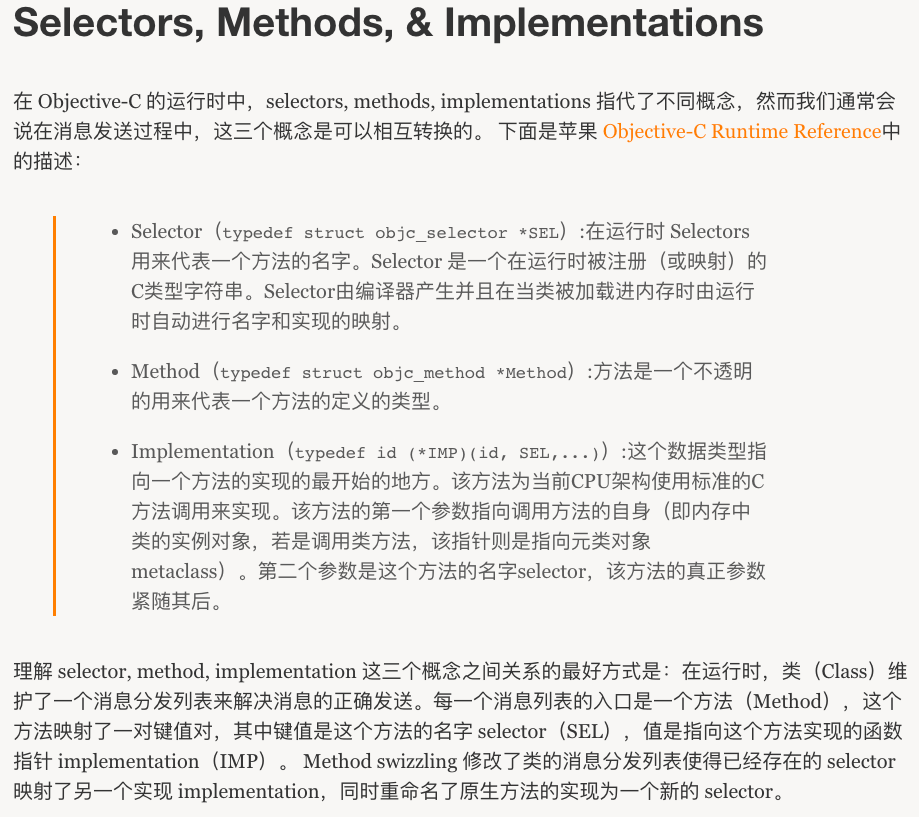 Selectors, Methods, & Implementations
在 Objective-C 的运行时中，selectors, methods, implementations 指代了不同概念，然而我们通常会
说在消息发送过程中，这三个概念是可以相互转换的。 下面是苹果 Objective-C Runtime Reference中
的描述：
• Selector（typedef struct objc_selector *SEL）:在运行时 Selectors
用来代表一个方法的名字。Selector 是一个在运行时被注册（或映射）的
C类型字符串。Selector由编译器产生并且在当类被加载进内存时由运行
时自动进行名字和实现的映射。
• Method（typedef struct objc_method *Method）:方法是一个不透明
的用来代表一个方法的定义的类型。
• Implementation（typedef id (*IMP)(id, SEL,...)）:这个数据类型指
向一个方法的实现的最开始的地方。该方法为当前CPU架构使用标准的C
方法调用来实现。该方法的第一个参数指向调用方法的自身（即内存中
类的实例对象，若是调用类方法，该指针则是指向元类对象
metaclass）。第二个参数是这个方法的名字selector，该方法的真正参数
紧随其后。
理解 selector, method, implementation 这三个概念之间关系的最好方式是：在运行时，类（Class）维
护了一个消息分发列表来解决消息的正确发送。每一个消息列表的入口是一个方法（Method），这个
方法映射了一对键值对，其中键值是这个方法的名字 selector（SEL），值是指向这个方法实现的函数
指针 implementation（IMP）。 Method swizzling 修改了类的消息分发列表使得已经存在的 selector
映射了另一个实现 implementation，同时重命名了原生方法的实现为一个新的 selector。